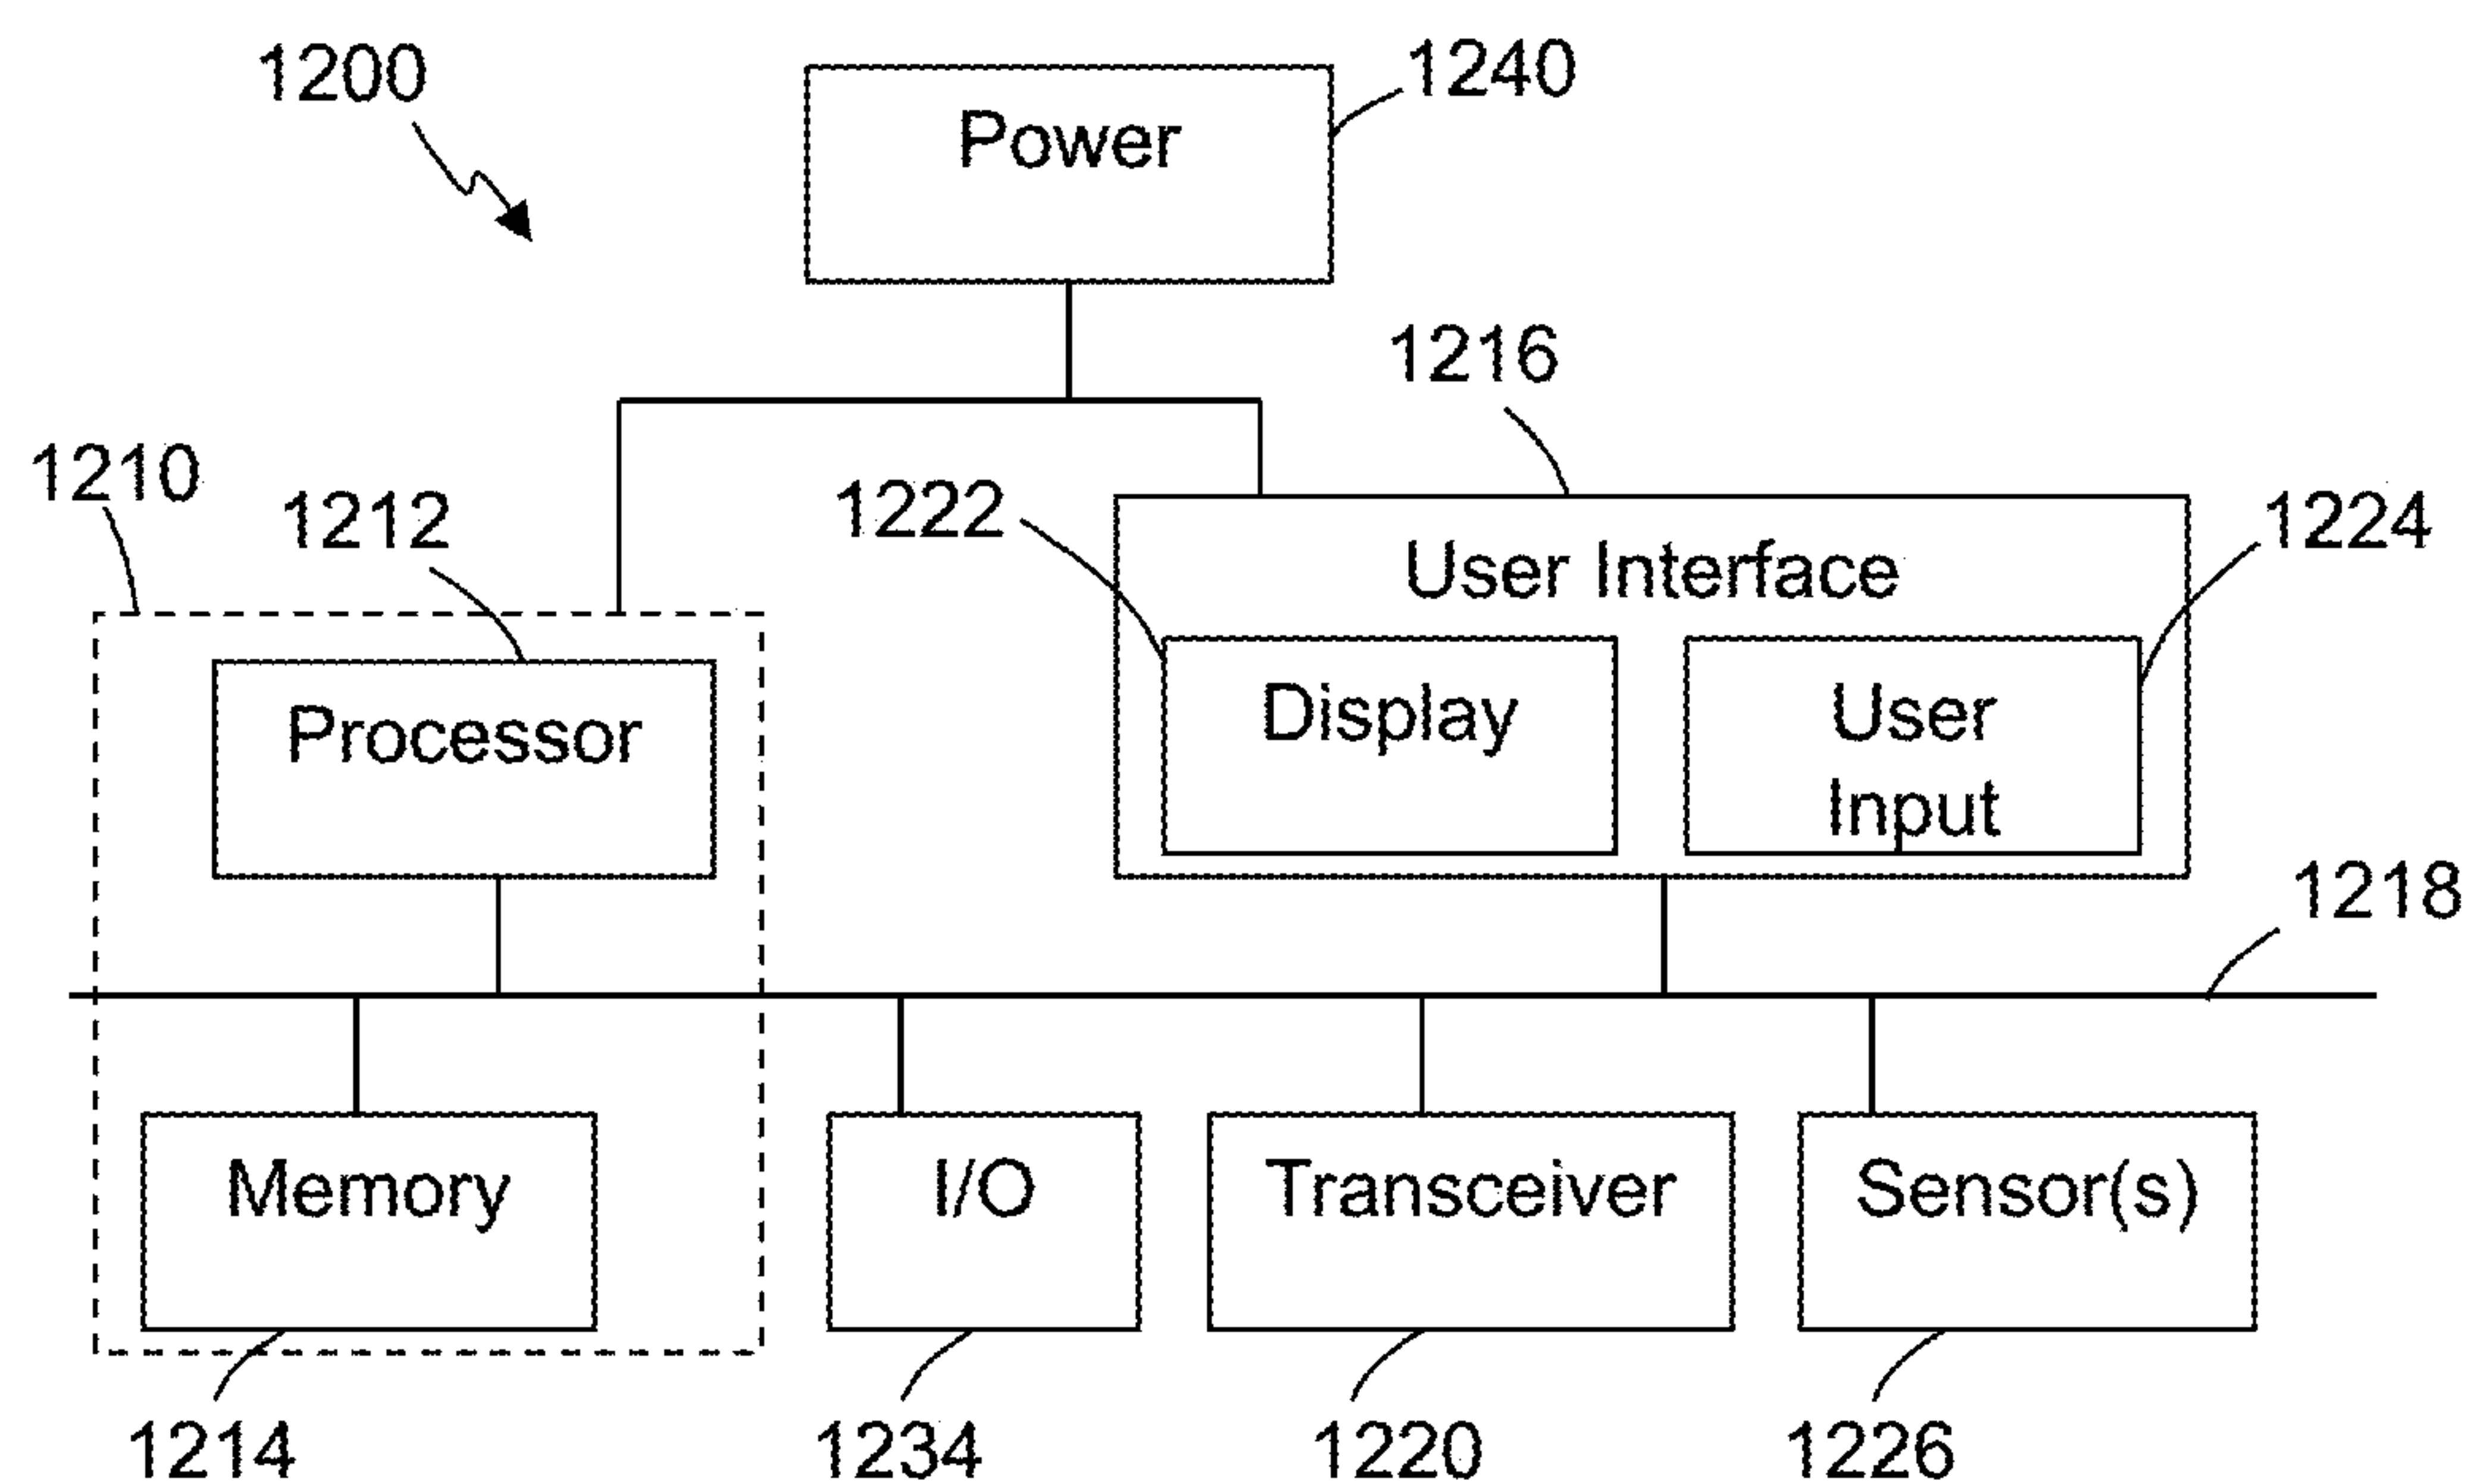 1200
1240
Power
1216
1210
1212
1222
1224
User Interface
Processor
Display
User
Input
1218
Memory
I/O
Transceiver
Sensor(s)
1214
1234
1220
1226